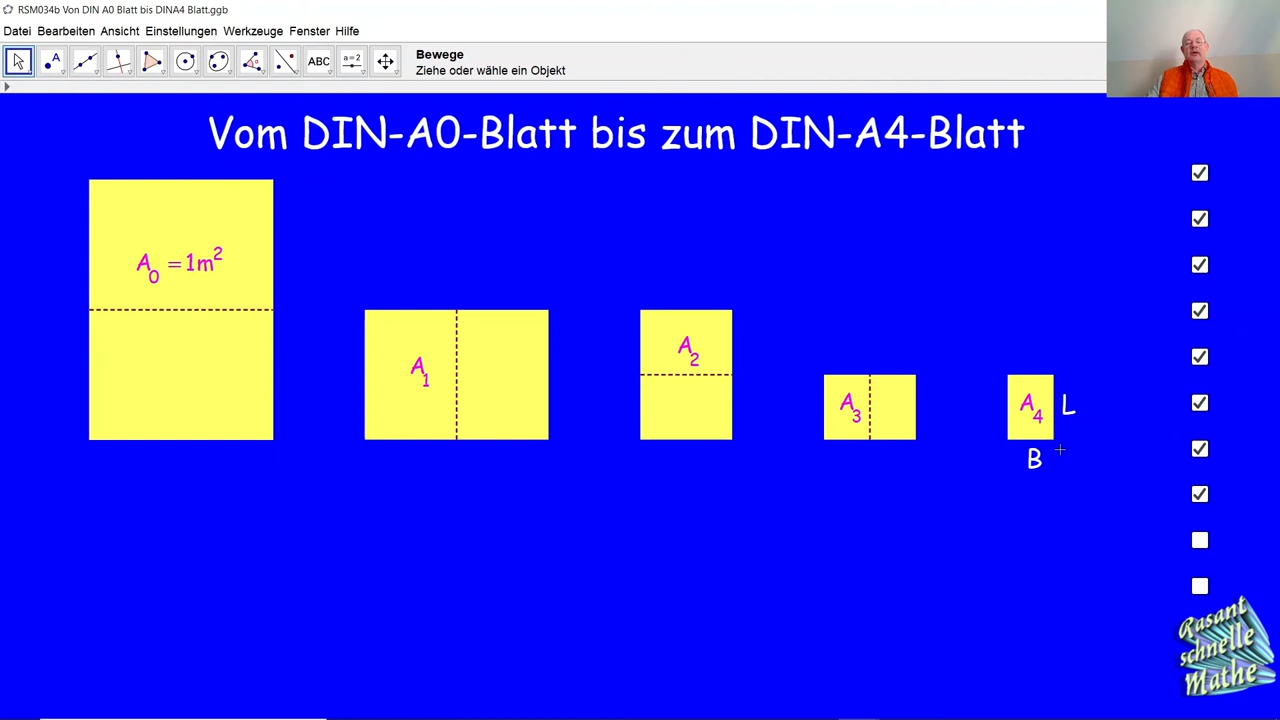 RSM034b Von DIN A0 Blatt bis DINA4 Blatt.ggb
Datei Bearbeiten Ansicht Einstellungen Werkzeuge Fenster Hilfe
A ABC a=2
Bewege
Ziehe oder wähle ein Objekt
Vom DIN-A0-Blatt bis zum DIN-A4-Blatt
A₀ = 1m²
A₁
A₂
A₃
A₄ L
B
Rasant
schnelle
Mathe